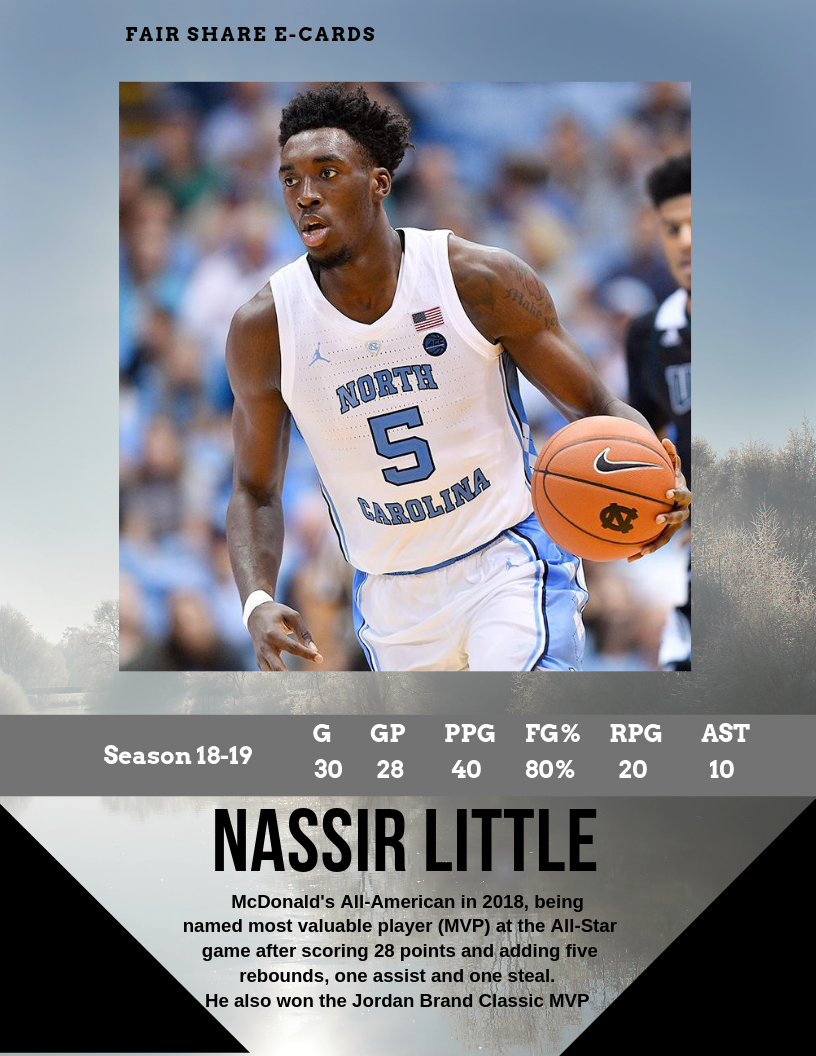 FAIR SHARE E-CARDS
Make
NORTH
5
CAROLINA
G GP PPG FG% RPG AST
Season 18-19
30 28 40 80% 20 10
NASSIR LITTLE
McDonald's All-American in 2018, being
named most valuable player (MVP) at the All-Star
game after scoring 28 points and adding five
rebounds, one assist and one steal.
He also won the Jordan Brand Classic MVP